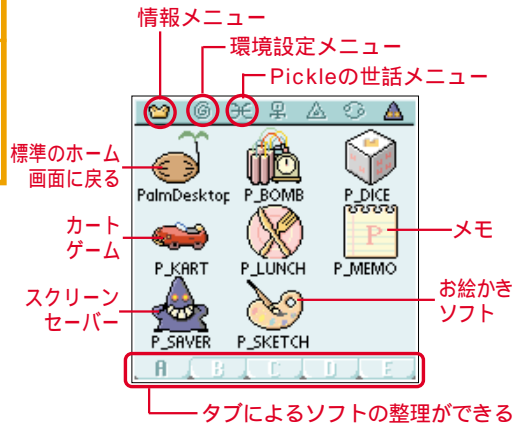 情報メニュー
環境設定メニュー
Pickleの世話メニュー
標準のホーム
画面に戻る
PalmDesktop
P_BOMB
P_DICE
カート
ゲーム
P_KART
P_LUNCH
P
P_MEMO
メモ
スクリーン
セーバー
P_SAVER
P_SKETCH
お絵かき
ソフト
A
B
C
D
E
タブによるソフトの整理ができる